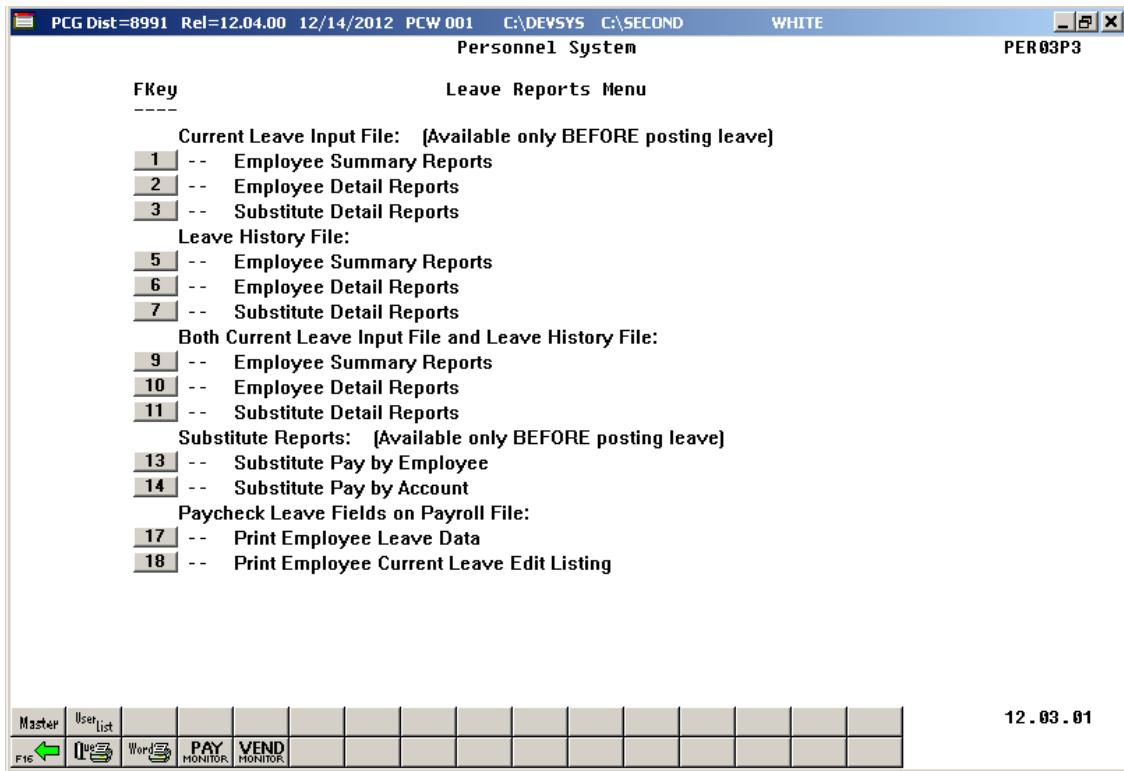 PCG Dist=8991 Rel=12.04.00 12/14/2012 PCW 001 C:\DEVSYS C:\SECOND WHITE
Personnel System PER03P3
FKey Leave Reports Menu
----
Current Leave Input File: (Available only BEFORE posting leave)
1 -- Employee Summary Reports
2 -- Employee Detail Reports
3 -- Substitute Detail Reports
Leave History File:
5 -- Employee Summary Reports
6 -- Employee Detail Reports
7 -- Substitute Detail Reports
Both Current Leave Input File and Leave History File:
9 -- Employee Summary Reports
10 -- Employee Detail Reports
11 -- Substitute Detail Reports
Substitute Reports: (Available only BEFORE posting leave)
13 -- Substitute Pay by Employee
14 -- Substitute Pay by Account
Paycheck Leave Fields on Payroll File:
17 -- Print Employee Leave Data
18 -- Print Employee Current Leave Edit Listing
Master User List 12.03.01
F16 Que Word PAY MONITOR VEND MONITOR